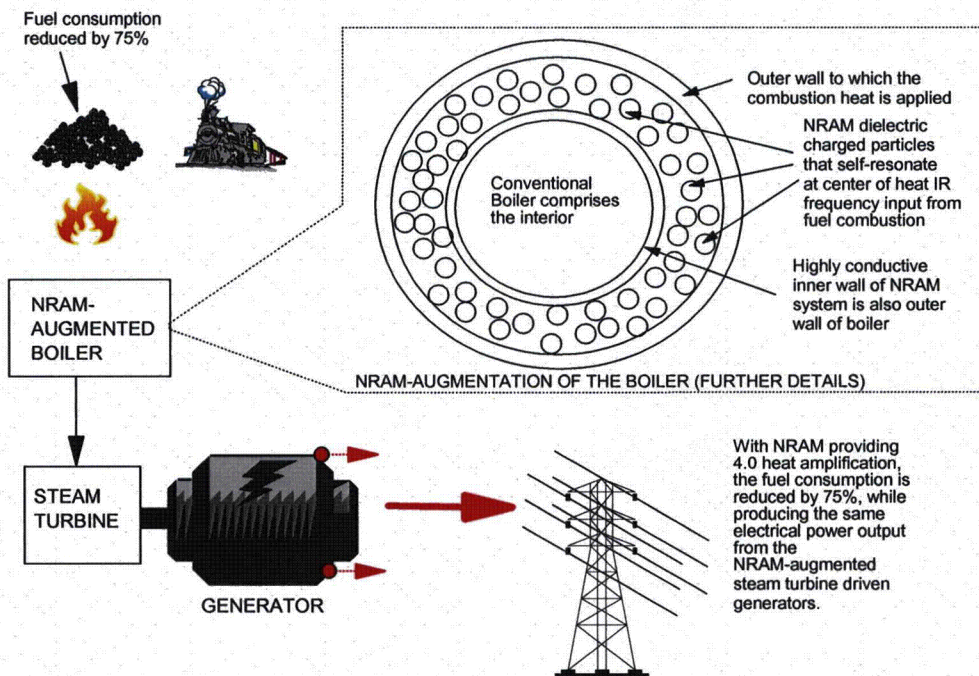 Fuel consumption
reduced by 75%
Outer wall to which the
combustion heat is applied
NRAM dielectric
charged particles
that self-resonate
at center of heat IR
frequency input from
fuel combustion
Conventional
Boiler comprises
the interior
Highly conductive
inner wall of NRAM
system is also outer
wall of boiler
NRAM-
AUGMENTED
BOILER
NRAM-AUGMENTATION OF THE BOILER (FURTHER DETAILS)
STEAM
TURBINE
GENERATOR
With NRAM providing
4.0 heat amplification,
the fuel consumption is
reduced by 75%, while
producing the same
electrical power output
from the
NRAM-augmented
steam turbine driven
generators.